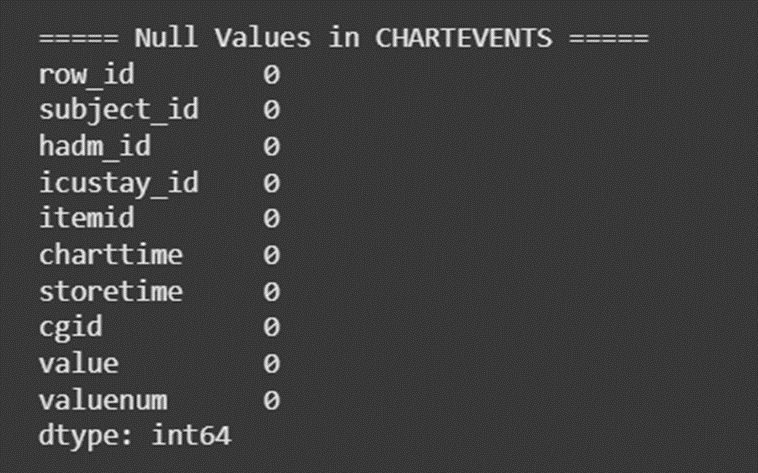 ===== Null Values in CHARTEVENTS =====
row_id 0
subject_id 0
hadm_id 0
icustay_id 0
itemid 0
charttime 0
storetime 0
cgid 0
value 0
valuenum 0
dtype: int64